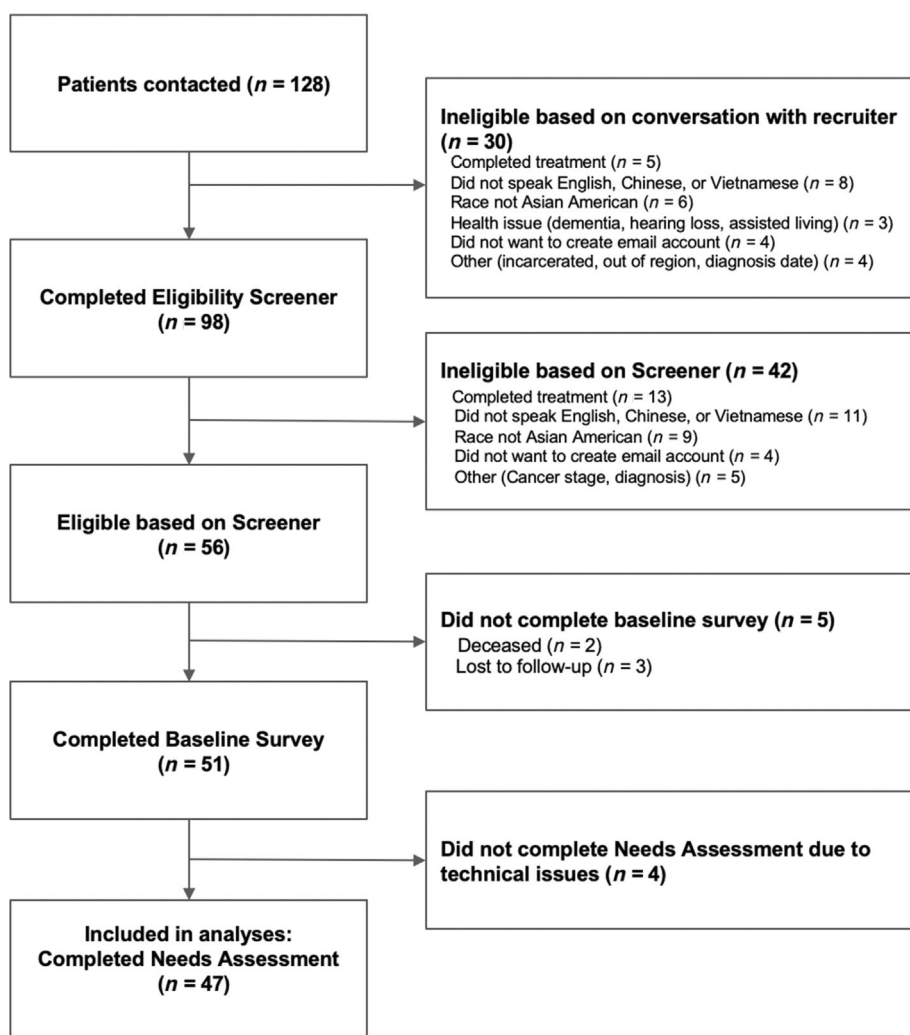 Patients contacted (n = 128)
Ineligible based on conversation with recruiter
(n = 30)
Completed treatment (n = 5)
Did not speak English, Chinese, or Vietnamese (n = 8)
Race not Asian American (n = 6)
Health issue (dementia, hearing loss, assisted living) (n = 3)
Did not want to create email account (n = 4)
Other (incarcerated, out of region, diagnosis date) (n = 4)
Completed Eligibility Screener
(n = 98)
Ineligible based on Screener (n = 42)
Completed treatment (n = 13)
Did not speak English, Chinese, or Vietnamese (n = 11)
Race not Asian American (n = 9)
Did not want to create email account (n = 4)
Other (Cancer stage, diagnosis) (n = 5)
Eligible based on Screener
(n = 56)
Did not complete baseline survey (n = 5)
Deceased (n = 2)
Lost to follow-up (n = 3)
Completed Baseline Survey
(n = 51)
Did not complete Needs Assessment due to
technical issues (n = 4)
Included in analyses:
Completed Needs Assessment
(n = 47)